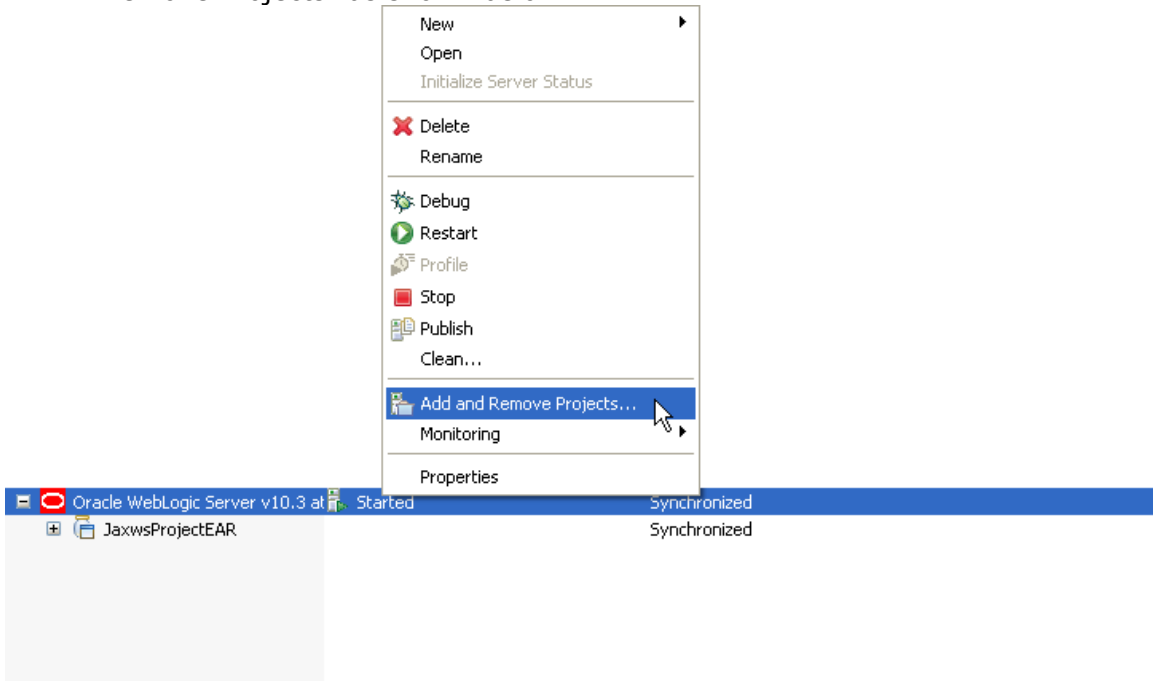 New
Open
Initialize Server Status
Delete
Rename
Debug
Restart
Profile
Stop
Publish
Clean...
Add and Remove Projects...
Monitoring
Properties
Oracle WebLogic Server v10.3 at Started Synchronized
JaxwsProjectEAR Synchronized